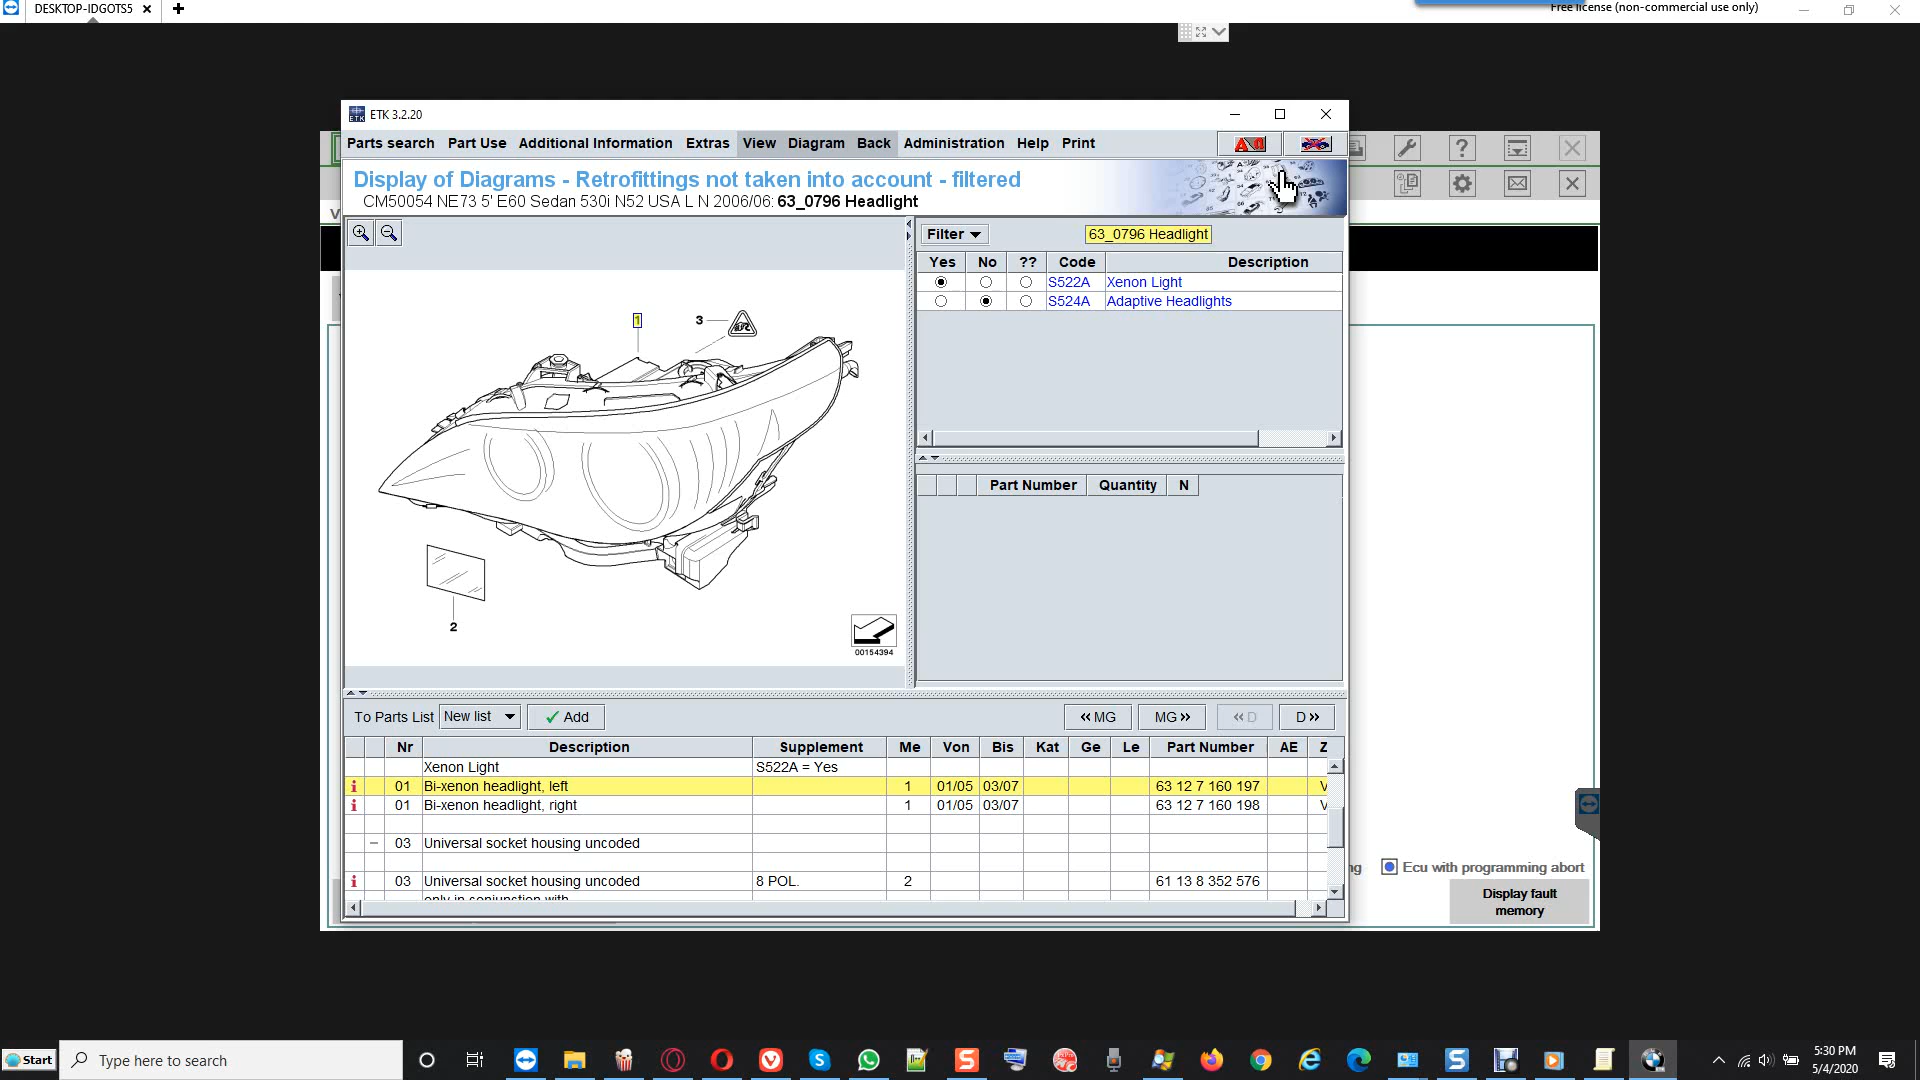 DESKTOP-IDGOTS5
Free license (non-commercial use only)
ETK 3.2.20
Parts search Part Use Additional Information Extras View Diagram Back Administration Help Print
Display of Diagrams - Retrofittings not taken into account - filtered
CM50054 NE73 5' E60 Sedan 530i N52 USA L N 2006/06: 63_0796 Headlight
Filter 63_0796 Headlight
Yes No ?? Code Description
S522A Xenon Light
S524A Adaptive Headlights
1
3
2
00154394
Part Number Quantity N
To Parts List New list Add «MG MG» «D D»
Nr Description Supplement Me Von Bis Kat Ge Le Part Number AE Z
Xenon Light S522A = Yes
i 01 Bi-xenon headlight, left 1 01/05 03/07 63 12 7 160 197 V
i 01 Bi-xenon headlight, right 1 01/05 03/07 63 12 7 160 198 V
– 03 Universal socket housing uncoded
i 03 Universal socket housing uncoded 8 POL. 2 61 13 8 352 576
only in conjunction with
ng Ecu with programming abort
Display fault
memory
Start Type here to search
5:30 PM
5/4/2020